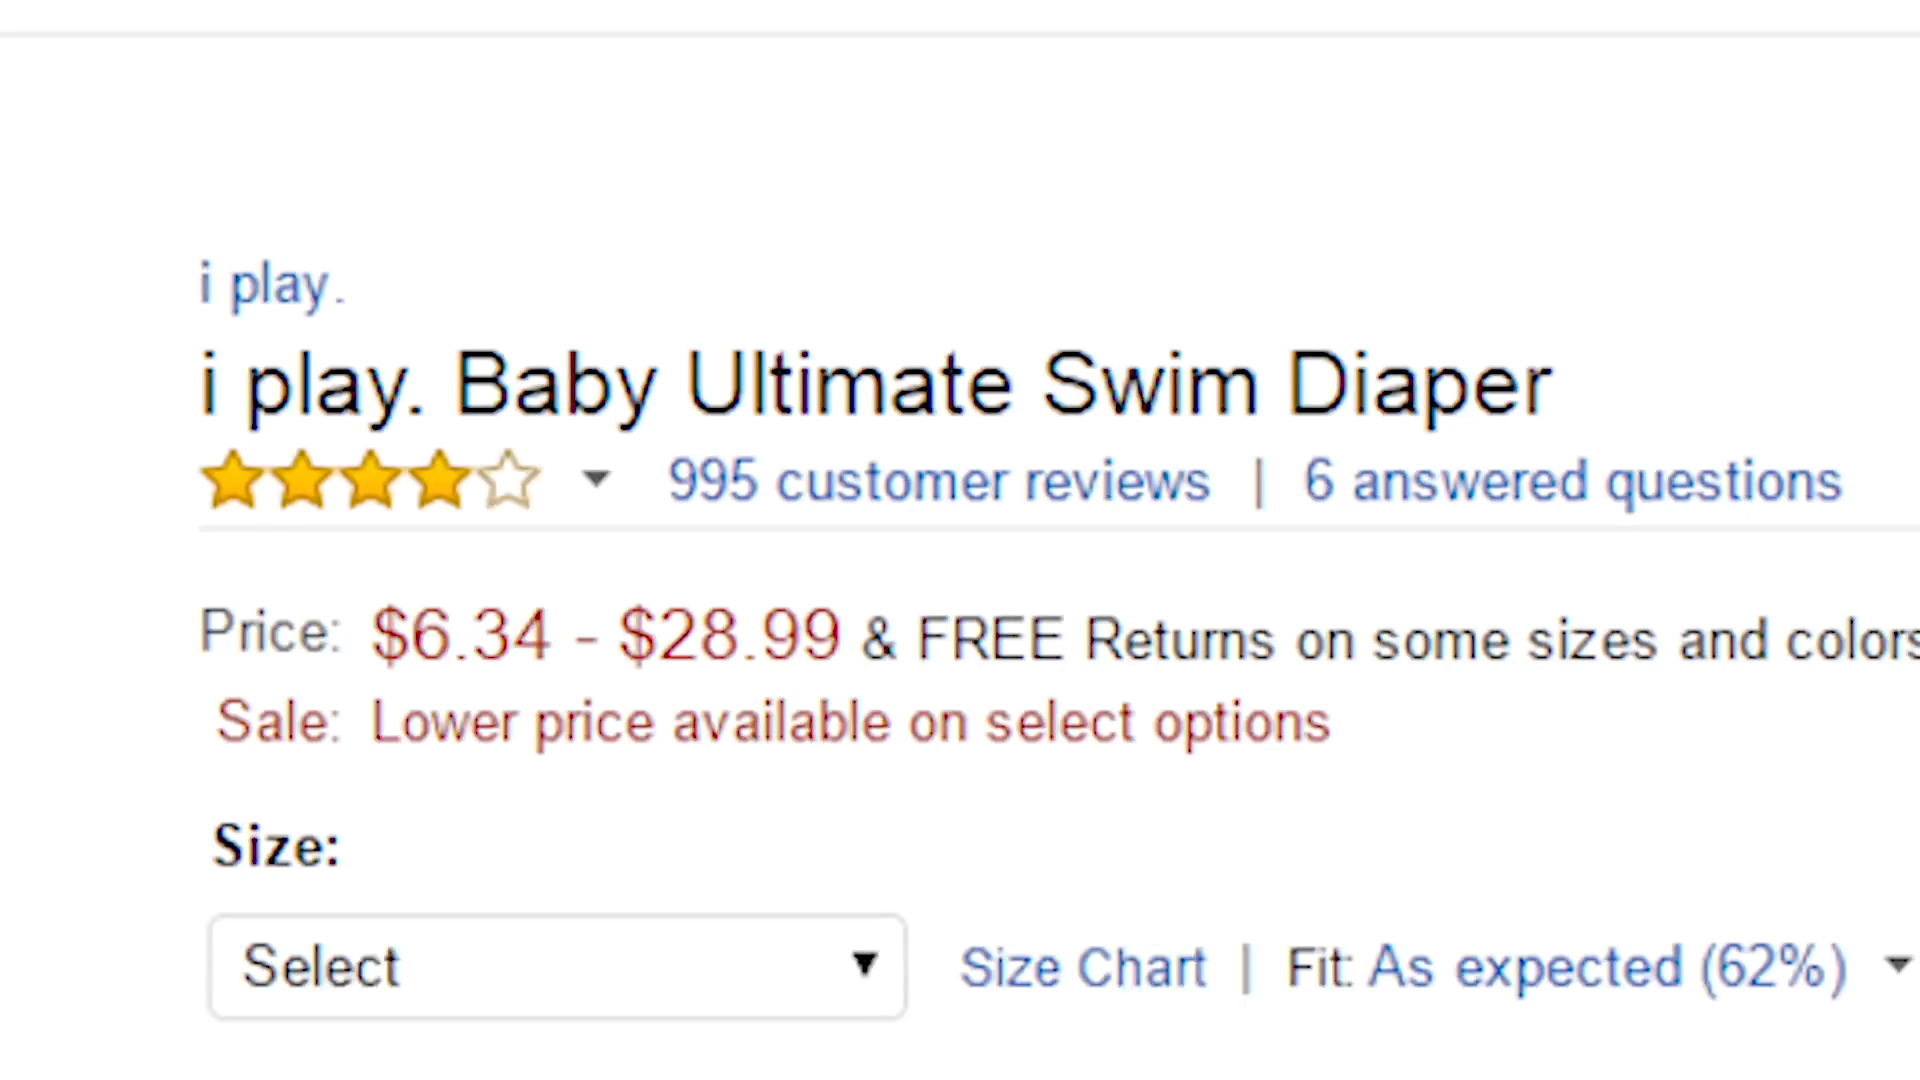 i play.
i play. Baby Ultimate Swim Diaper
995 customer reviews | 6 answered questions
Price: $6.34 - $28.99 & FREE Returns on some sizes and colors
Sale: Lower price available on select options
Size:
Select Size Chart | Fit: As expected (62%)